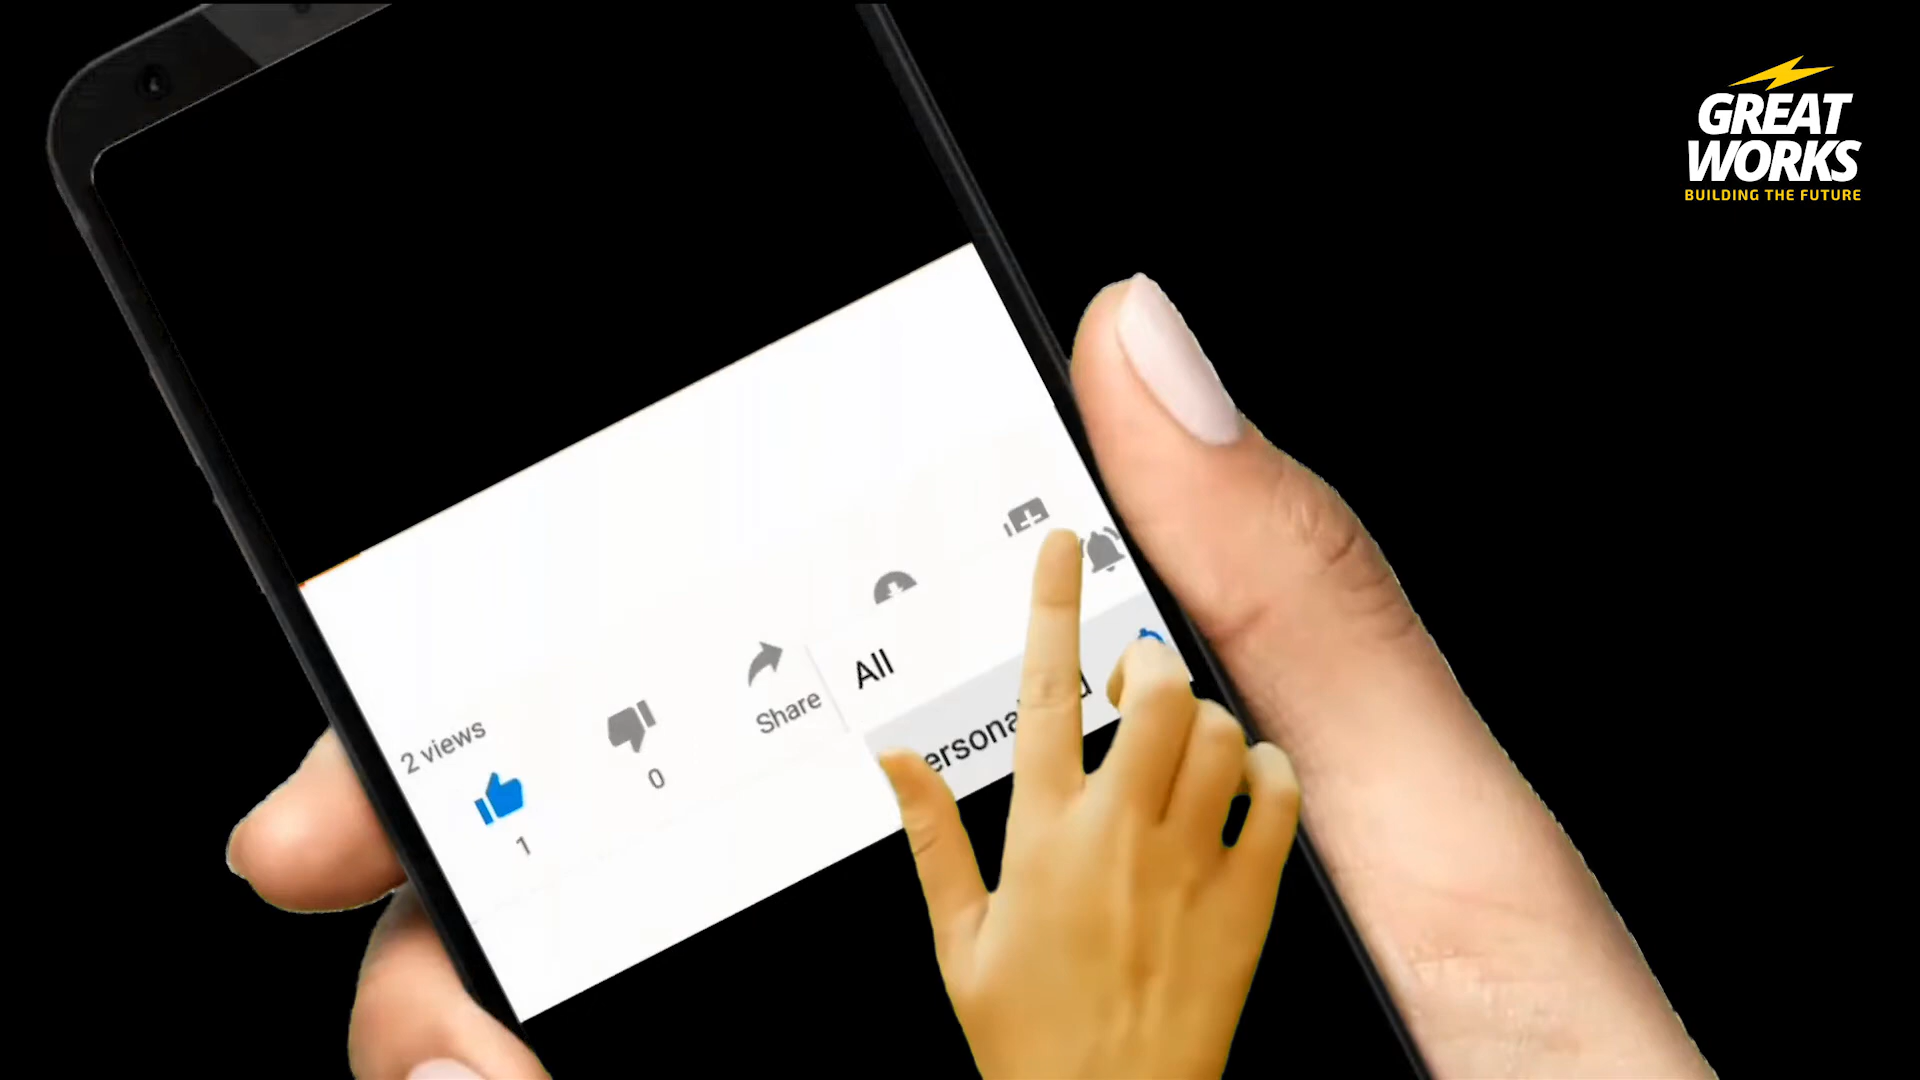 GREAT
WORKS
BUILDING THE FUTURE
2 views
1
0
Share
All